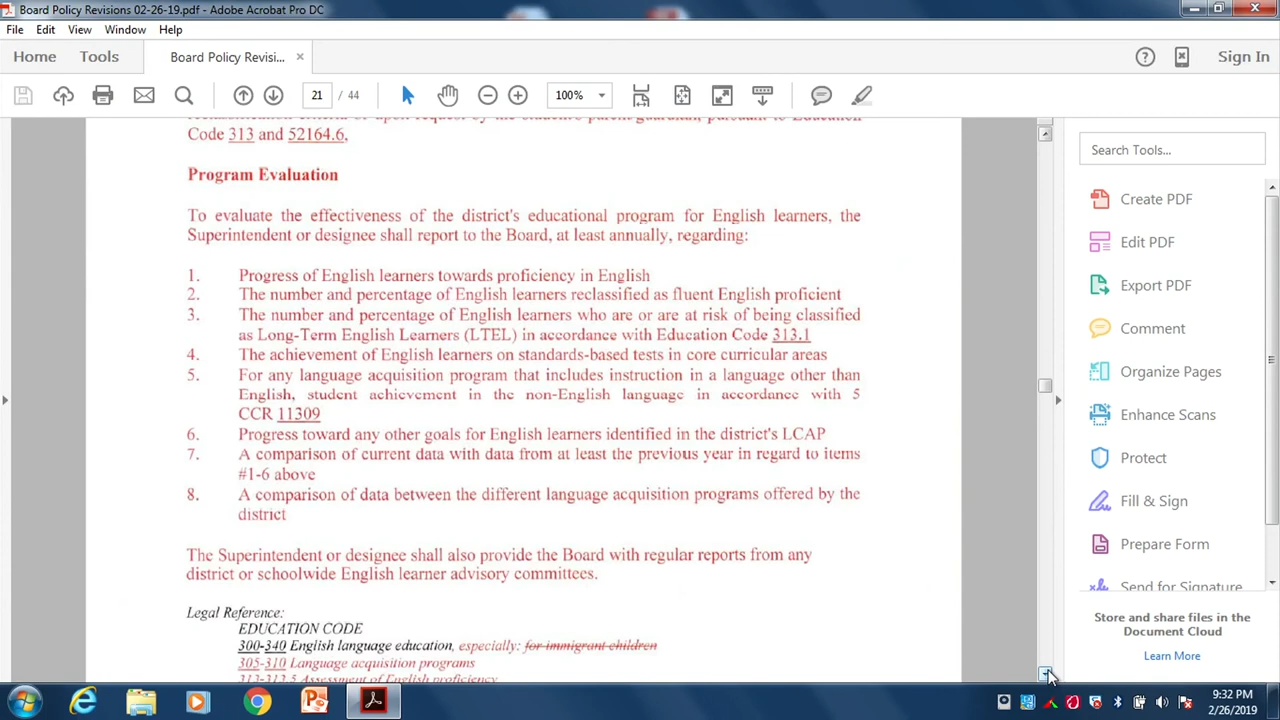 Board Policy Revisions 02-26-19.pdf - Adobe Acrobat Pro DC
File Edit View Window Help
Home Tools Board Policy Revisi... × Sign In
21 / 44 100%
reclassification criteria or upon request by the student's parent/guardian, pursuant to Education
Code 313 and 52164.6.
Program Evaluation
To evaluate the effectiveness of the district's educational program for English learners, the
Superintendent or designee shall report to the Board, at least annually, regarding:
1. Progress of English learners towards proficiency in English
2. The number and percentage of English learners reclassified as fluent English proficient
3. The number and percentage of English learners who are or are at risk of being classified
as Long-Term English Learners (LTEL) in accordance with Education Code 313.1
4. The achievement of English learners on standards-based tests in core curricular areas
5. For any language acquisition program that includes instruction in a language other than
English, student achievement in the non-English language in accordance with 5
CCR 11309
6. Progress toward any other goals for English learners identified in the district's LCAP
7. A comparison of current data with data from at least the previous year in regard to items
#1-6 above
8. A comparison of data between the different language acquisition programs offered by the
district
The Superintendent or designee shall also provide the Board with regular reports from any
district or schoolwide English learner advisory committees.
Legal Reference:
EDUCATION CODE
300-340 English language education, especially: for immigrant children
305-310 Language acquisition programs
313-313.5 Assessment of English proficiency
Search Tools...
Create PDF
Edit PDF
Export PDF
Comment
Organize Pages
Enhance Scans
Protect
Fill & Sign
Prepare Form
Send for Signature
Store and share files in the
Document Cloud
Learn More
9:32 PM
2/26/2019